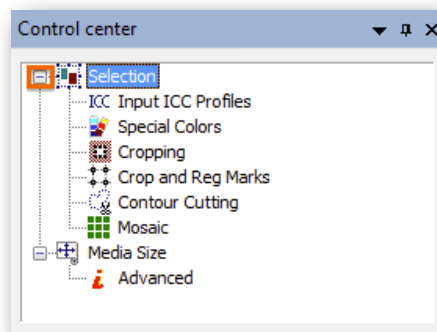 Control center
Selection
ICC Input ICC Profiles
Special Colors
Cropping
Crop and Reg Marks
Contour Cutting
Mosaic
Media Size
i Advanced